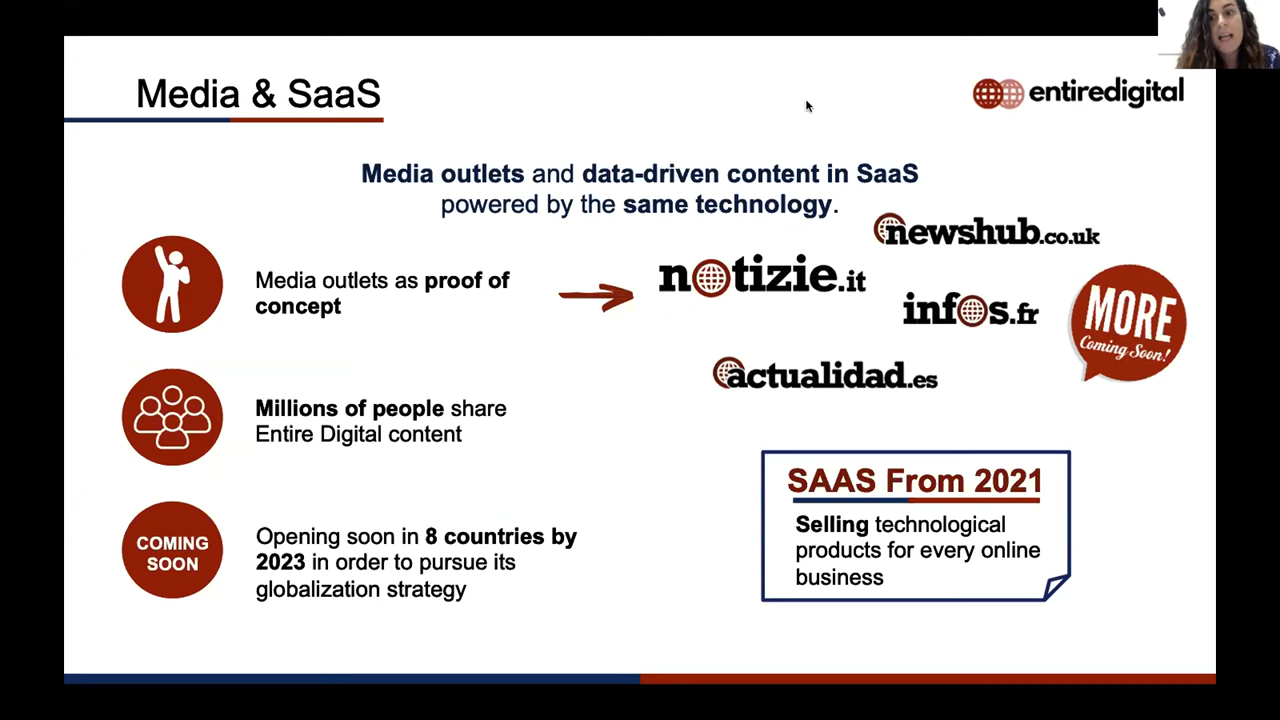 Media & SaaS
entiredigital
Media outlets and data-driven content in SaaS
powered by the same technology.
newshub.co.uk
notizie.it
infos.fr
MORE
Coming Soon!
actualidad.es
Media outlets as proof of
concept
Millions of people share
Entire Digital content
COMING
SOON
Opening soon in 8 countries by
2023 in order to pursue its
globalization strategy
SAAS From 2021
Selling technological
products for every online
business